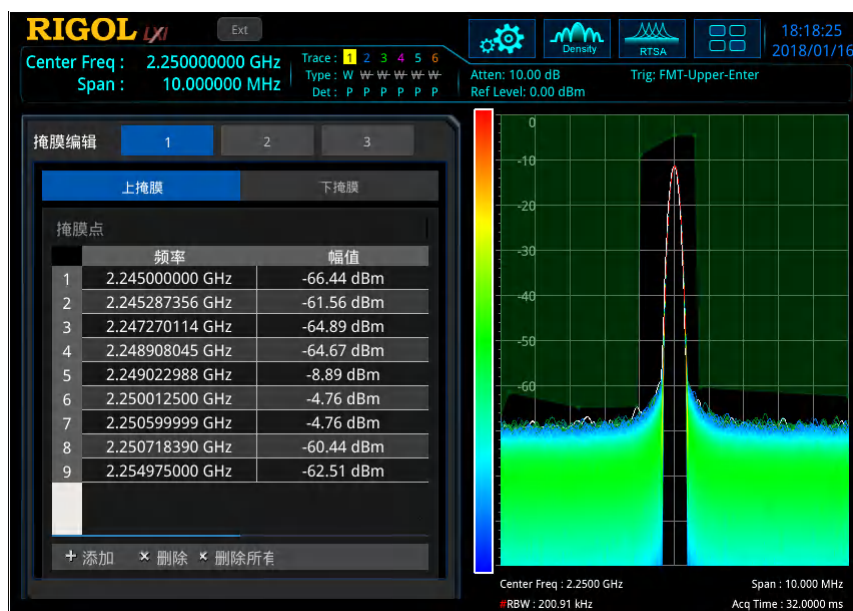 RIGOL LXI Ext
Center Freq : 2.250000000 GHz
Span : 10.000000 MHz
Trace : 1 2 3 4 5 6
Type : W W W W W W
Det : P P P P P P
Density
RTSA
18:18:25
2018/01/16
Atten: 10.00 dB Trig: FMT-Upper-Enter
Ref Level: 0.00 dBm
掩膜编辑 1 2 3
上掩膜 下掩膜
掩膜点
频率 幅值
1 2.245000000 GHz -66.44 dBm
2 2.245287356 GHz -61.56 dBm
3 2.247270114 GHz -64.89 dBm
4 2.248908045 GHz -64.67 dBm
5 2.249022988 GHz -8.89 dBm
6 2.250012500 GHz -4.76 dBm
7 2.250599999 GHz -4.76 dBm
8 2.250718390 GHz -60.44 dBm
9 2.254975000 GHz -62.51 dBm
+ 添加 × 删除 × 删除所有
0
-10
-20
-30
-40
-50
-60
Center Freq : 2.2500 GHz Span : 10.000 MHz
#RBW : 200.91 kHz Acq Time : 32.0000 ms